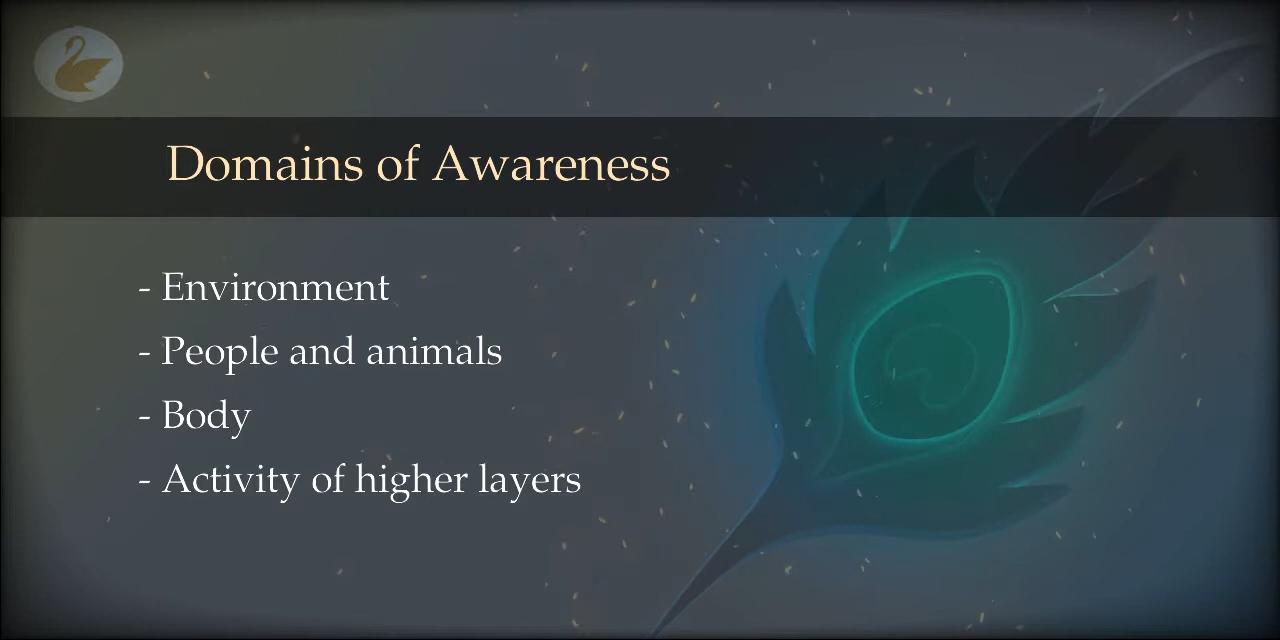 Domains of Awareness
- Environment
- People and animals
- Body
- Activity of higher layers